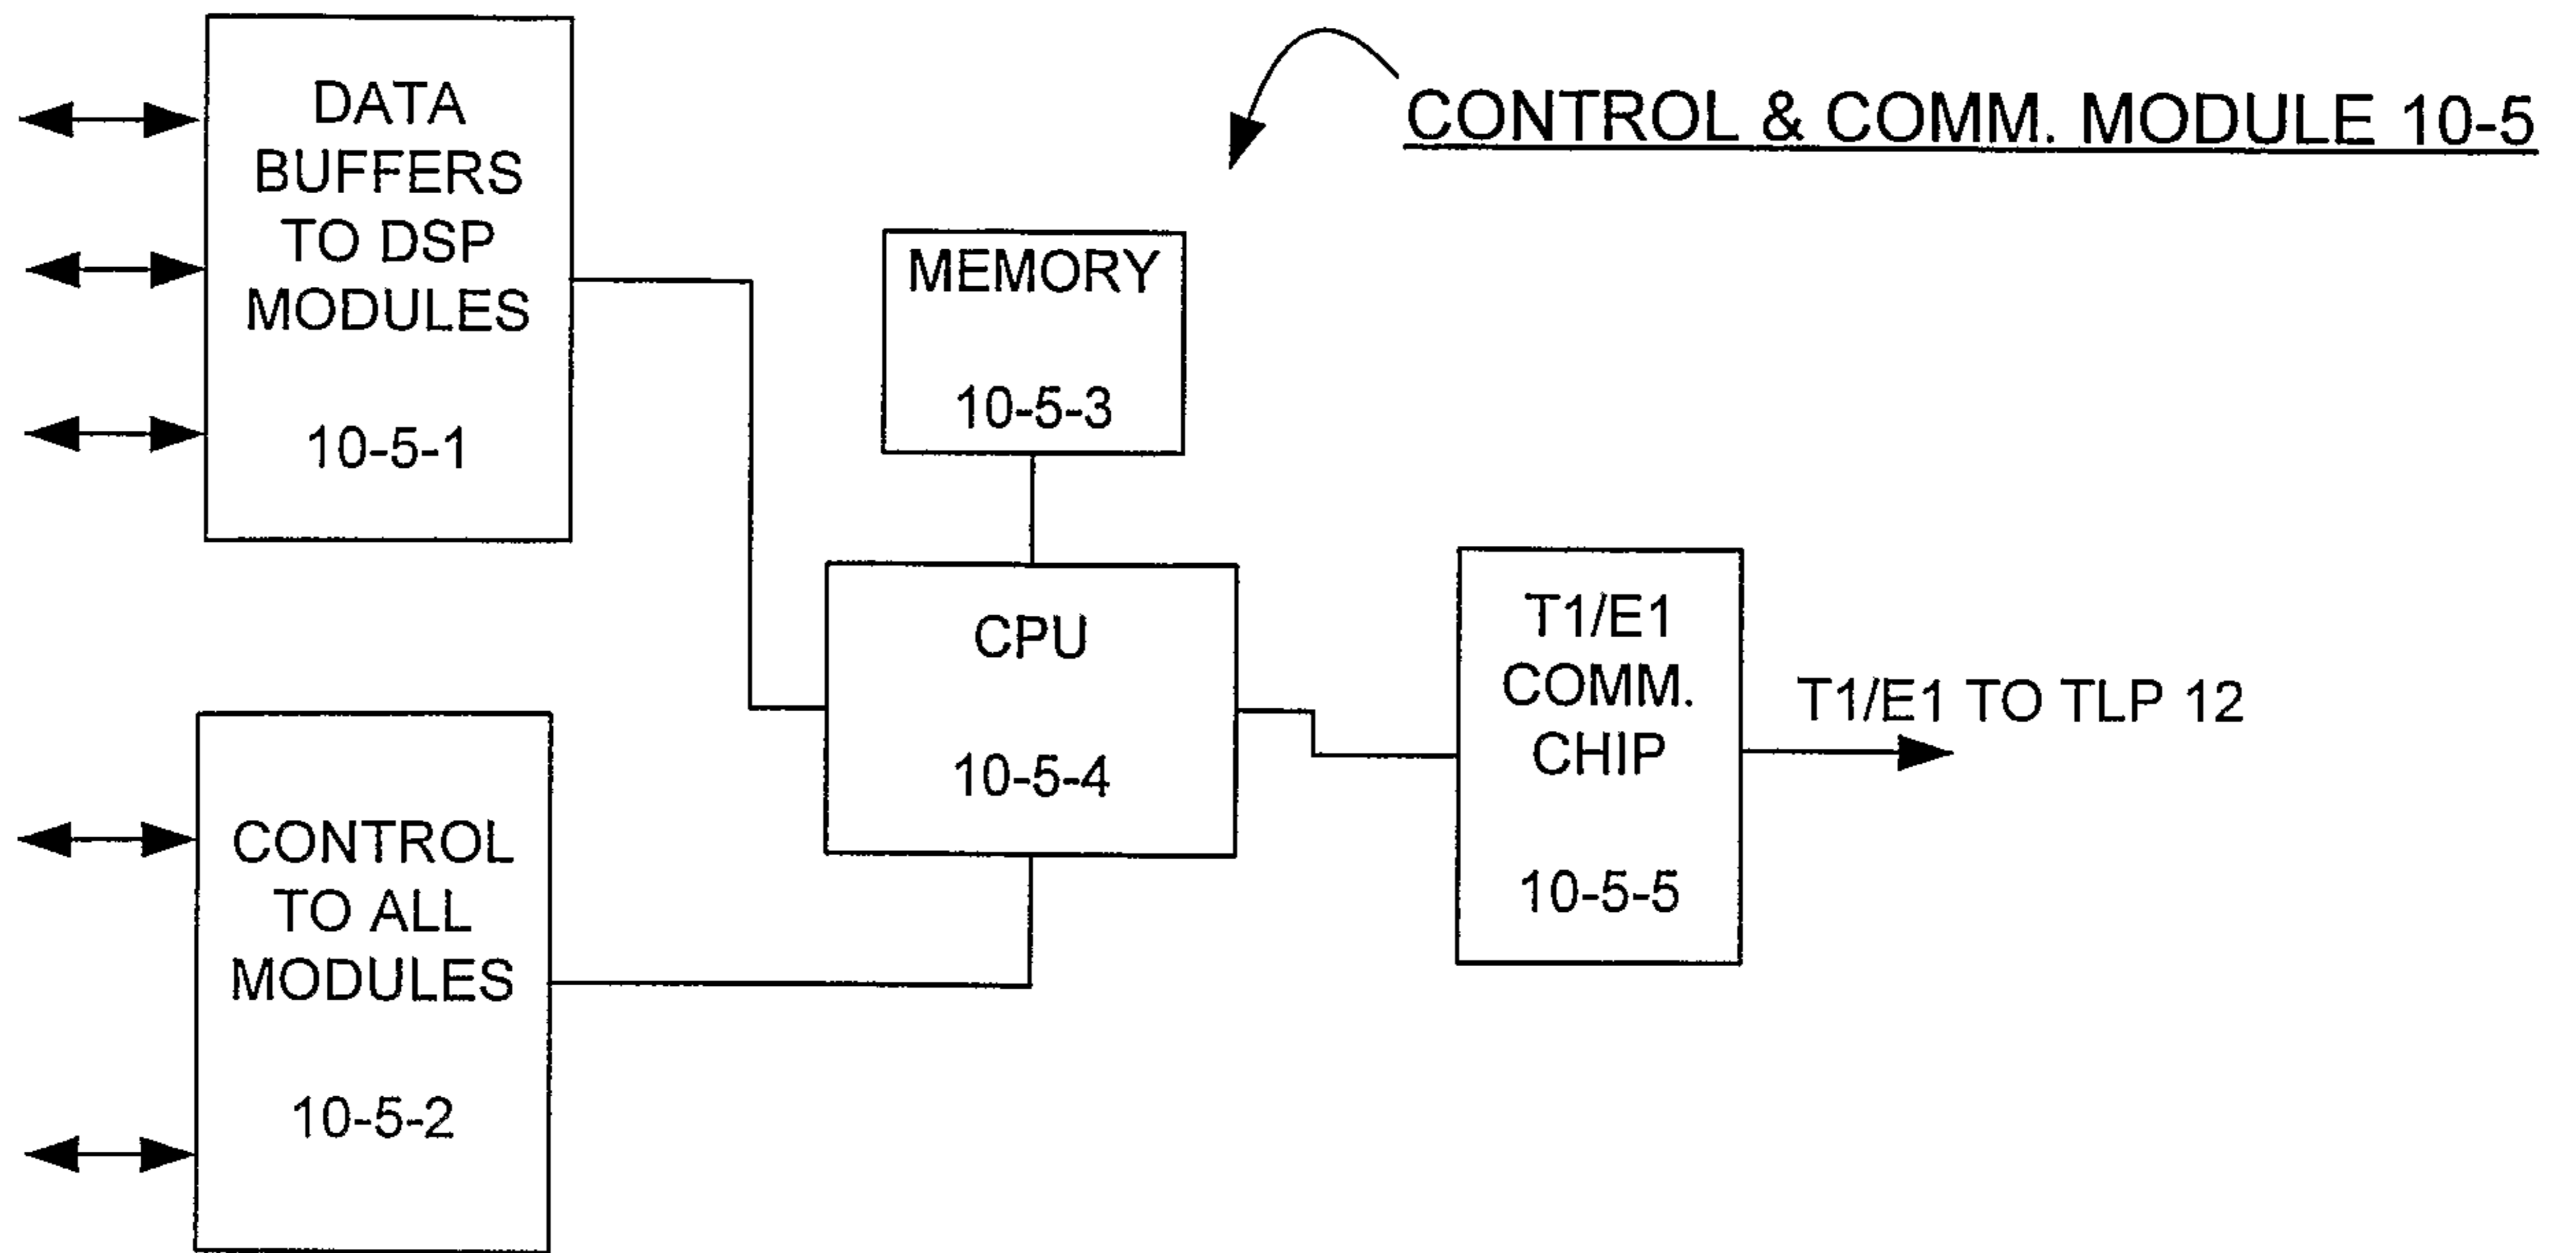 CONTROL & COMM. MODULE 10-5
DATA
BUFFERS
TO DSP
MODULES
10-5-1
MEMORY
10-5-3
CPU
10-5-4
T1/E1
COMM.
CHIP
10-5-5
T1/E1 TO TLP 12
CONTROL
TO ALL
MODULES
10-5-2